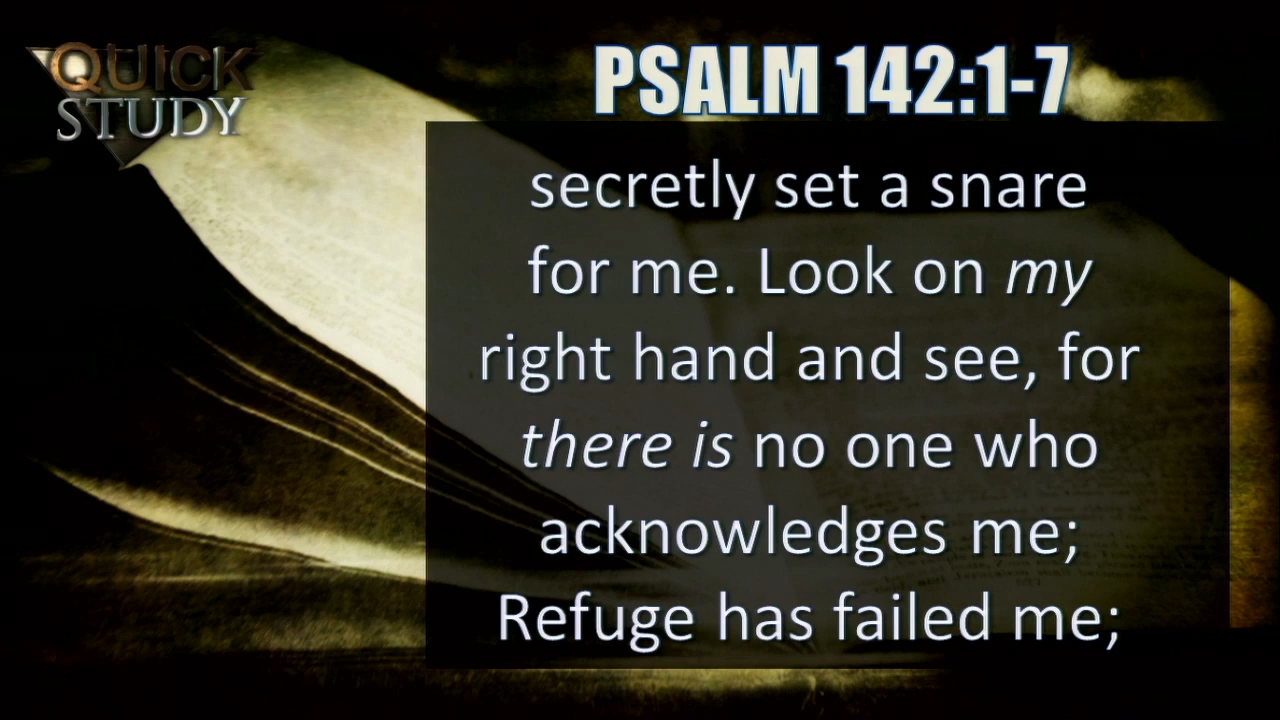 QUICK
STUDY
PSALM 142:1-7
secretly set a snare
for me. Look on my
right hand and see, for
there is no one who
acknowledges me;
Refuge has failed me;